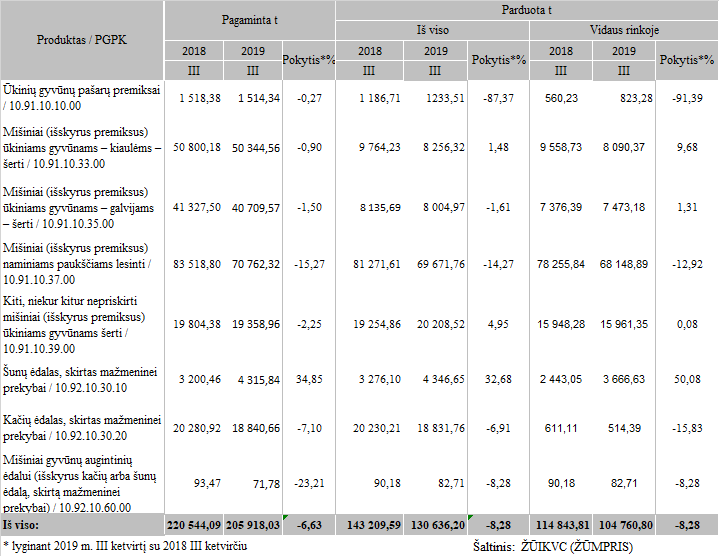 Produktas / PGPK
Pagaminta t
Parduota t
Iš viso
Vidaus rinkoje
2018 2019 Pokytis*% 2018 2019 Pokytis*% 2018 2019 Pokytis*%
III III III III III III
Ūkinių gyvūnų pašarų premiksai
/ 10.91.10.10.00 1 518,38 1 514,34 -0,27 1 186,71 1233,51 -87,37 560,23 823,28 -91,39
Mišiniai (išskyrus premiksus)
ūkiniams gyvūnams – kiaulėms – 50 800,18 50 344,56 -0,90 9 764,23 8 256,32 1,48 9 558,73 8 090,37 9,68
šerti / 10.91.10.33.00
Mišiniai (išskyrus premiksus)
ūkiniams gyvūnams – galvijams 41 327,50 40 709,57 -1,50 8 135,69 8 004,97 -1,61 7 376,39 7 473,18 1,31
– šerti / 10.91.10.35.00
Mišiniai (išskyrus premiksus)
naminiams paukščiams lesinti / 83 518,80 70 762,32 -15,27 81 271,61 69 671,76 -14,27 78 255,84 68 148,89 -12,92
10.91.10.37.00
Kiti, niekur kitur nepriskirti
mišiniai (išskyrus premiksus) 19 804,38 19 358,96 -2,25 19 254,86 20 208,52 4,95 15 948,28 15 961,35 0,08
ūkiniams gyvūnams šerti /
10.91.10.39.00
Šunų ėdalas, skirtas mažmeninei 3 200,46 4 315,84 34,85 3 276,10 4 346,65 32,68 2 443,05 3 666,63 50,08
prekybai / 10.92.10.30.10
Kačių ėdalas, skirtas mažmeninei 20 280,92 18 840,66 -7,10 20 230,21 18 831,76 -6,91 611,11 514,39 -15,83
prekybai / 10.92.10.30.20
Mišiniai gyvūnų augintinių
ėdalui (išskyrus kačių arba šunų 93,47 71,78 -23,21 90,18 82,71 -8,28 90,18 82,71 -8,28
ėdalą, skirtą mažmeninei
prekybai) / 10.92.10.60.00
Iš viso: 220 544,09 205 918,03 -6,63 143 209,59 130 636,20 -8,28 114 843,81 104 760,80 -8,28
* lyginant 2019 m. III ketvirtį su 2018 III ketvirčiu Šaltinis: ŽŪIKVC (ŽŪMPRIS)